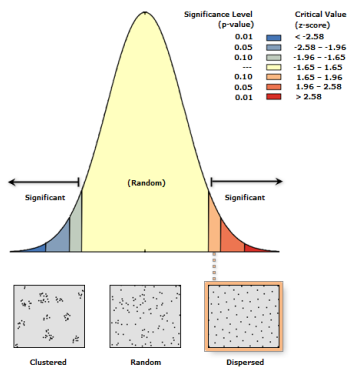 Significance Level
(p-value)
Critical Value
(z-score)
0.01 < -2.58
0.05 -2.58 – -1.96
0.10 -1.96 – -1.65
--- -1.65 – 1.65
0.10 1.65 – 1.96
0.05 1.96 – 2.58
0.01 > 2.58
Significant
(Random)
Significant
Clustered
Random
Dispersed